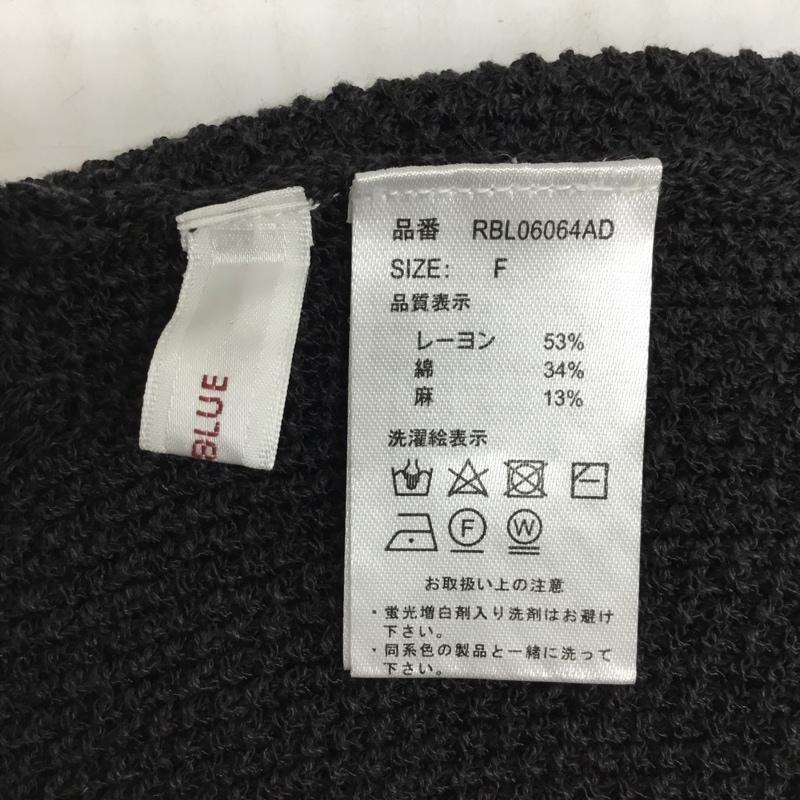 BLUE
品番 RBL06064AD
SIZE: F
品質表示
レーヨン 53%
綿 34%
麻 13%
洗濯絵表示
F W
お取扱い上の注意
・蛍光増白剤入り洗剤はお避け
下さい。
・同系色の製品と一緒に洗って
下さい。